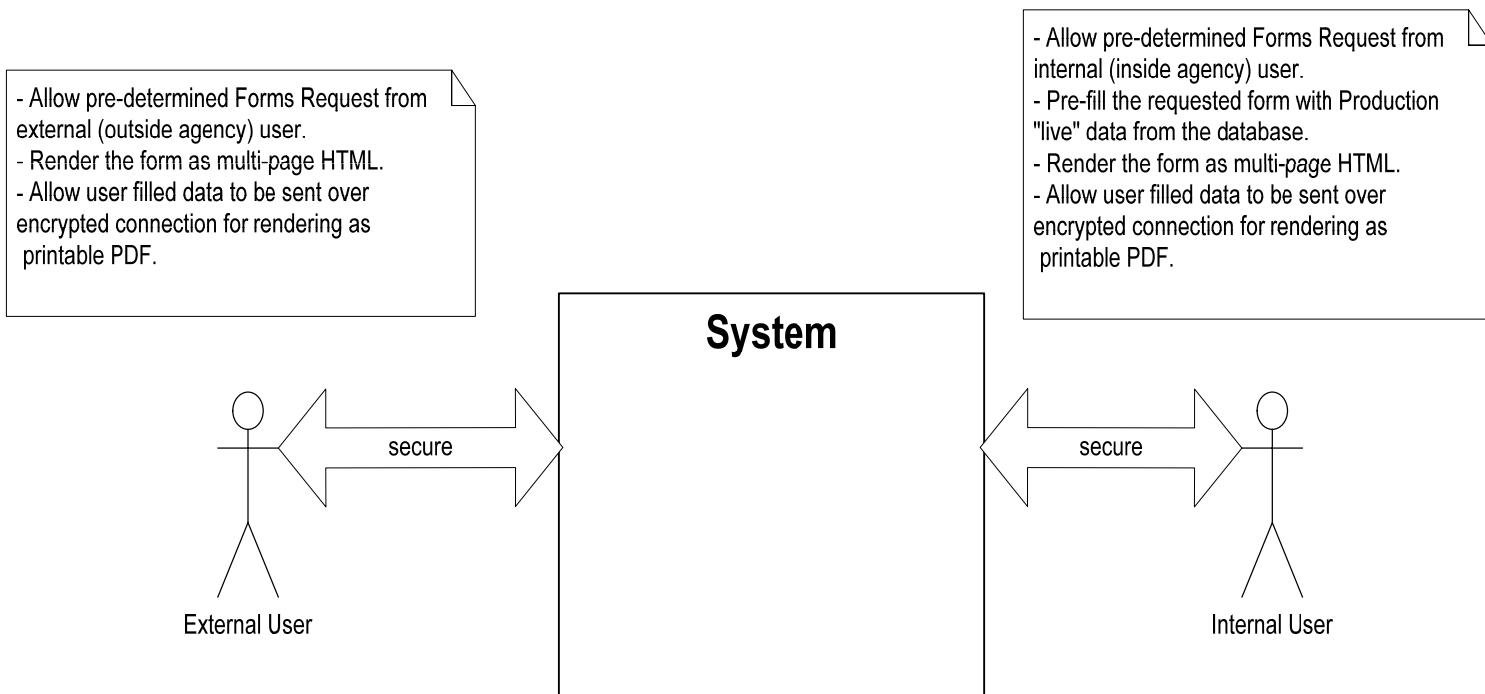 - Allow pre-determined Forms Request from
external (outside agency) user.
- Render the form as multi-page HTML.
- Allow user filled data to be sent over
encrypted connection for rendering as
printable PDF.
- Allow pre-determined Forms Request from
internal (inside agency) user.
- Pre-fill the requested form with Production
"live" data from the database.
- Render the form as multi-page HTML.
- Allow user filled data to be sent over
encrypted connection for rendering as
printable PDF.
System
secure
secure
External User
Internal User